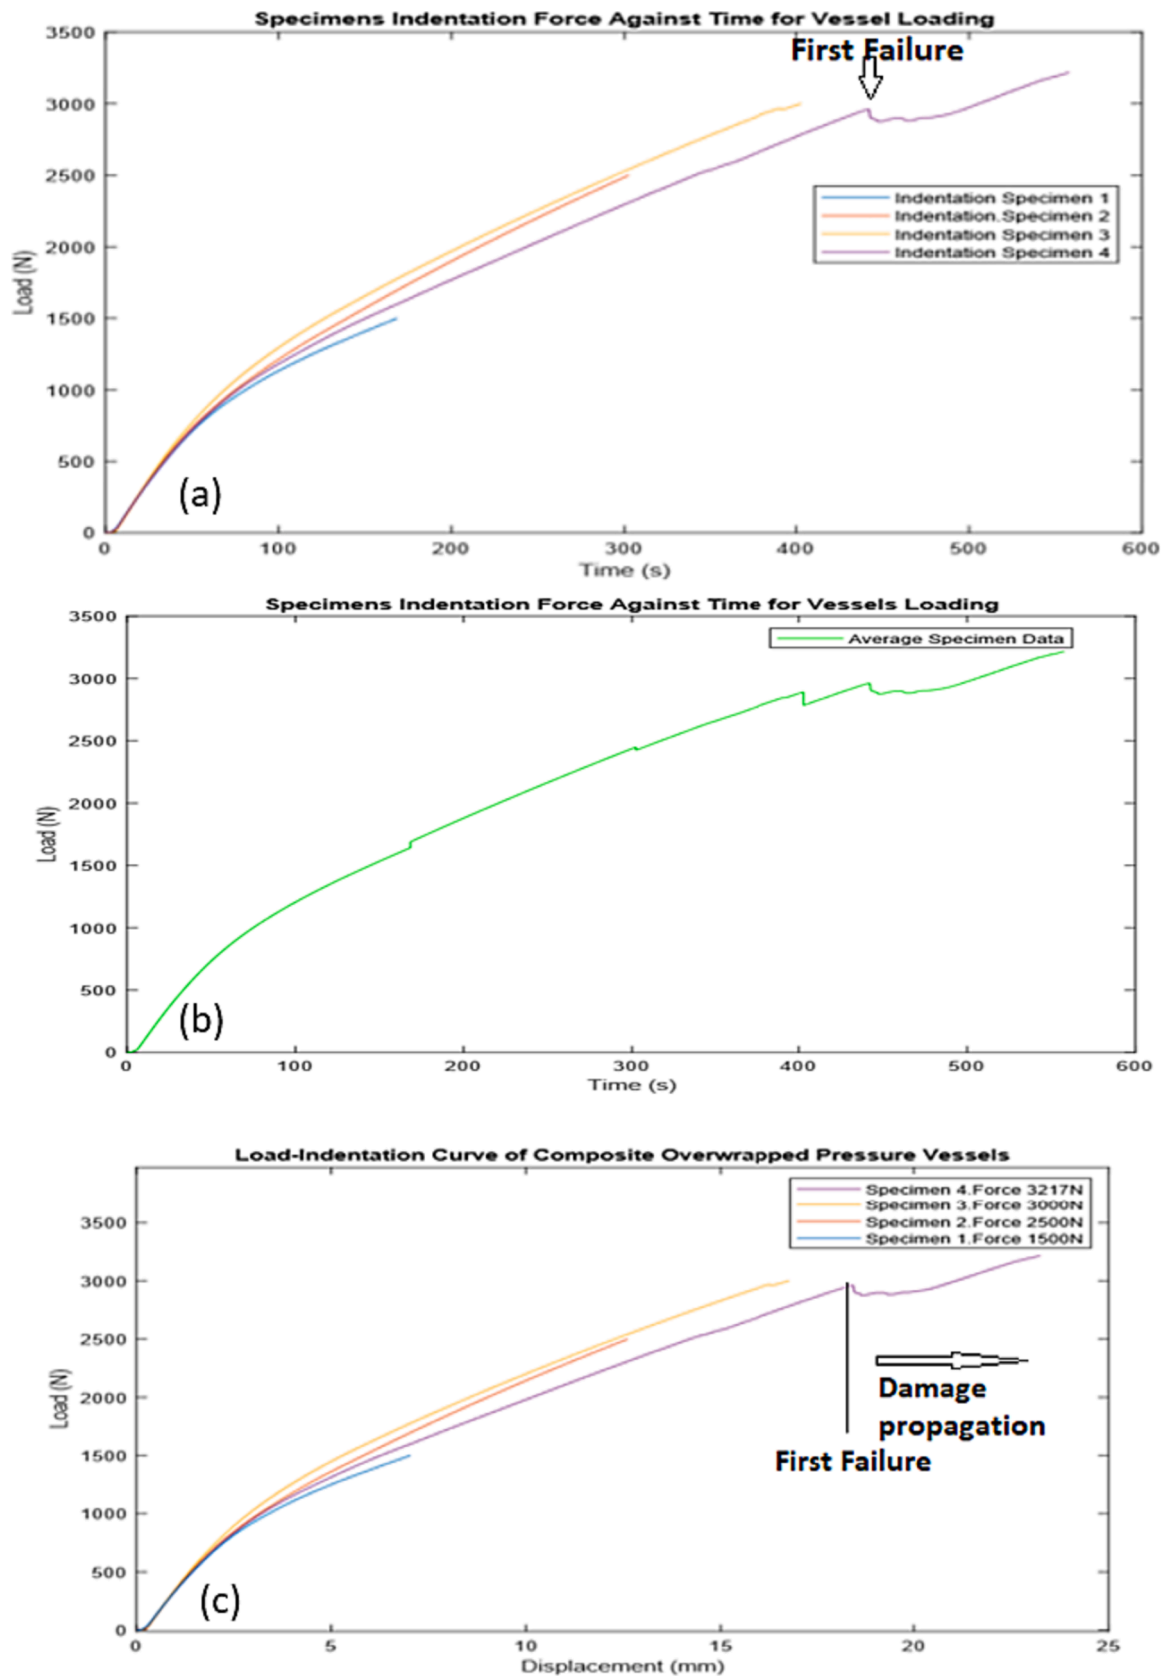 Specimens Indentation Force Against Time for Vessel Loading
3500
3000
2500
2000
1500
1000
500
0
Load (N)
First Failure
Indentation Specimen 1
Indentation.Specimen 2
Indentation Specimen 3
Indentation Specimen 4
(a)
0 100 200 300 400 500 600
Time (s)
Specimens Indentation Force Against Time for Vessels Loading
3500
3000
2500
2000
1500
1000
500
0
Load (N)
Average Specimen Data
(b)
0 100 200 300 400 500 600
Time (s)
Load-Indentation Curve of Composite Overwrapped Pressure Vessels
3500
3000
2500
2000
1500
1000
500
0
Load (N)
Specimen 4.Force 3217N
Specimen 3.Force 3000N
Specimen 2.Force 2500N
Specimen 1.Force 1500N
Damage
propagation
First Failure
(c)
0 5 10 15 20 25
Displacement (mm)